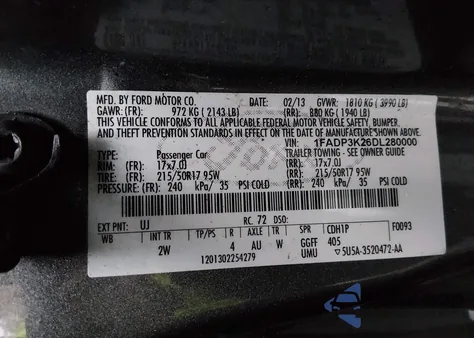 MFD. BY FORD MOTOR CO. DATE: 02/13 GVWR: 1810 KG ( 3990 LB)
GAWR: (FR): 972 KG ( 2143 LB) (RR): 880 KG ( 1940 LB)
THIS VEHICLE CONFORMS TO ALL APPLICABLE FEDERAL MOTOR VEHICLE SAFETY, BUMPER,
AND THEFT PREVENTION STANDARDS IN EFFECT ON THE DATE OF MANUFACTURE SHOWN ABOVE.
VIN: 1FADP3K26DL280000
TYPE: Passenger Car TRAILER TOWING - SEE OWNER GUIDE
RIM: (FR) 17x7.0J (RR) 17x7.0J
TIRE: (FR) 215/50R17 95W (RR) 215/50R17 95W
PRESSURE: (FR) 240 kPa/ 35 PSI COLD (RR) 240 kPa/ 35 PSI COLD
EXT PNT: UJ RC: 72 DSO: F0093
WB INT TR TP/PS R AXLE TR SPR CDH1P
2W 4 AU W GGFF 405
1201302254279 UMU ▽5U5A-3520472-AA